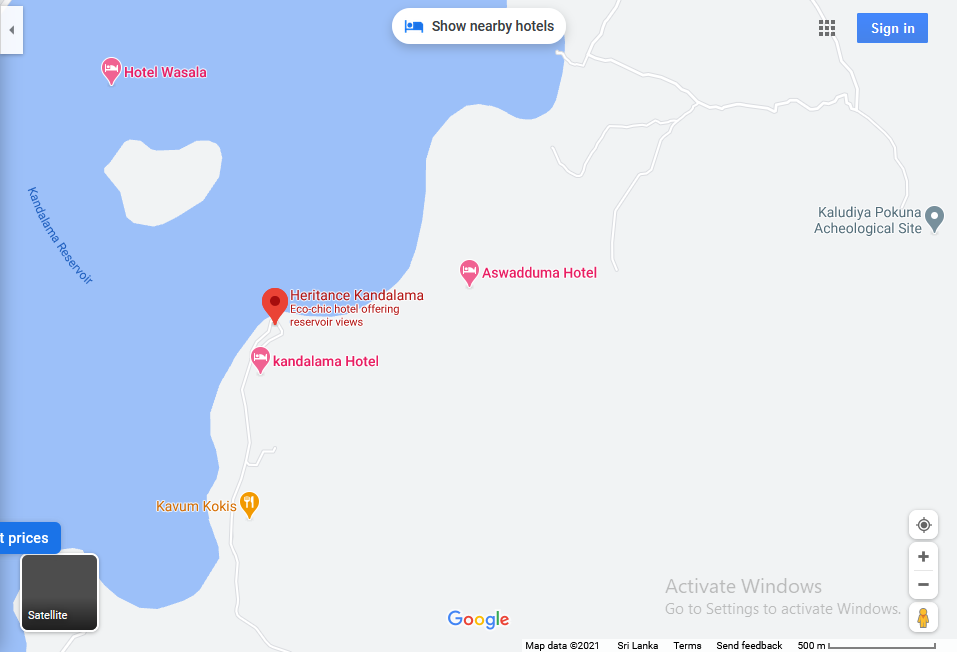 Show nearby hotels
Sign in
Hotel Wasala
Kandalama Reservoir
Kaludiya Pokuna
Acheological Site
Aswadduma Hotel
Heritance Kandalama
Eco-chic hotel offering
reservoir views
kandalama Hotel
Kavum Kokis
t prices
Satellite
Activate Windows
Go to Settings to activate Windows.
Google
Map data ©2021 Sri Lanka Terms Send feedback 500 m